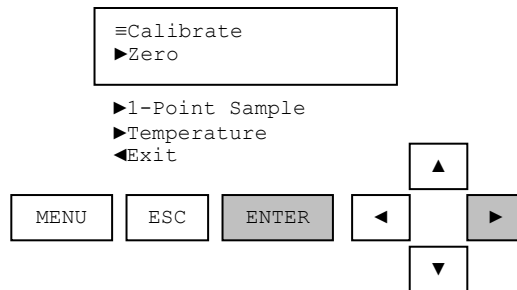 ≡Calibrate
►Zero
►1-Point Sample
►Temperature
◄Exit
▲
MENU ESC ENTER ◄ ►
▼